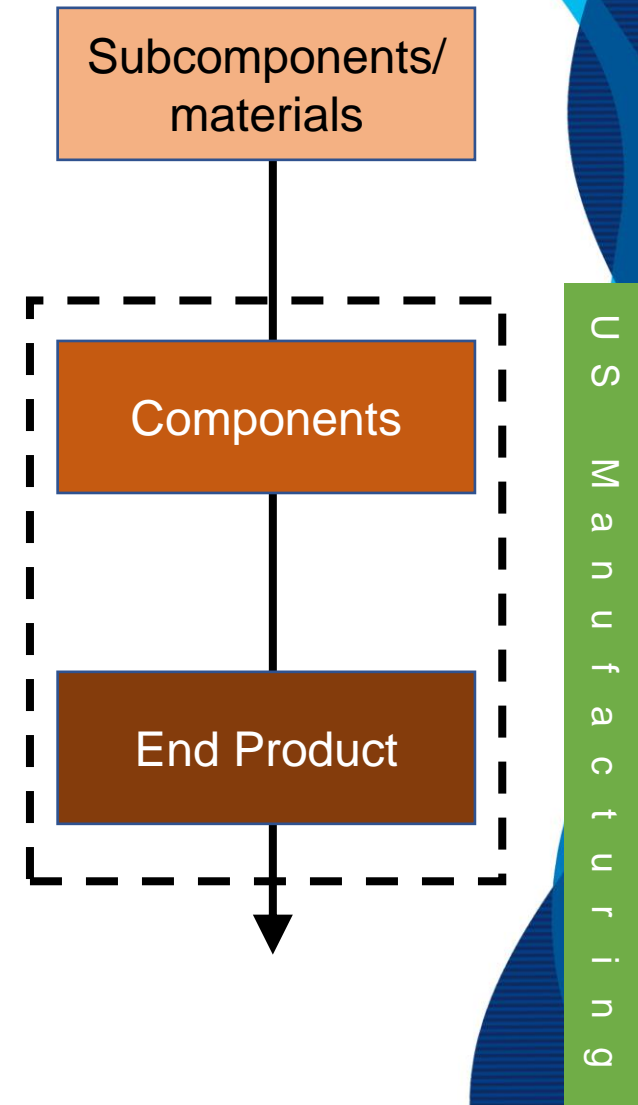 Subcomponents/
materials
Components
End Product
US Manufacturing